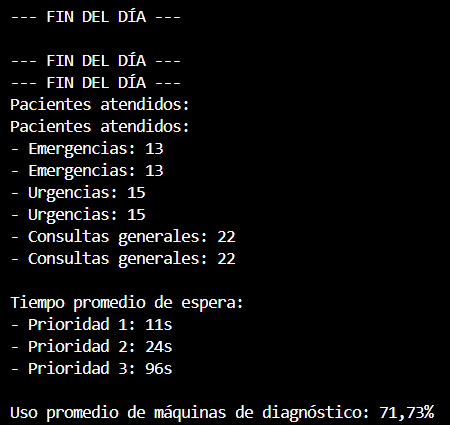 --- FIN DEL DÍA ---
--- FIN DEL DÍA ---
--- FIN DEL DÍA ---
Pacientes atendidos:
Pacientes atendidos:
- Emergencias: 13
- Emergencias: 13
- Urgencias: 15
- Urgencias: 15
- Consultas generales: 22
- Consultas generales: 22
Tiempo promedio de espera:
- Prioridad 1: 11s
- Prioridad 2: 24s
- Prioridad 3: 96s
Uso promedio de máquinas de diagnóstico: 71,73%